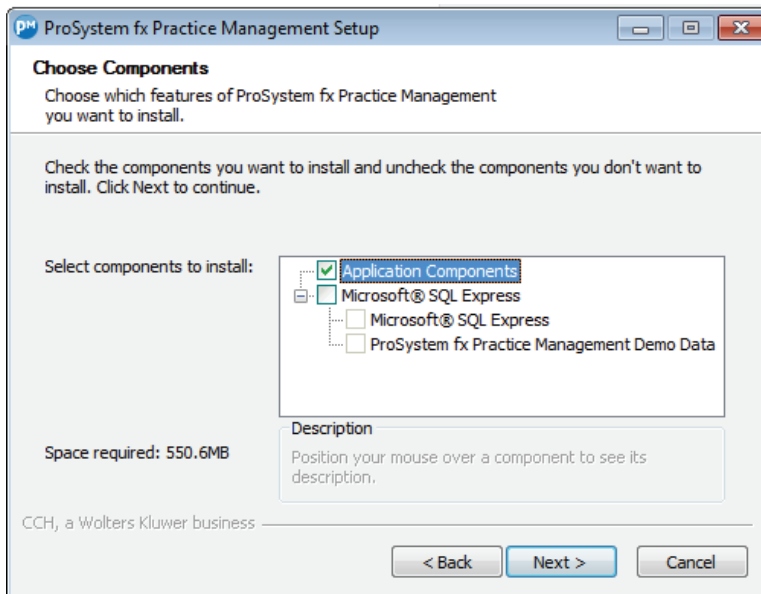 PM ProSystem fx Practice Management Setup
Choose Components
Choose which features of ProSystem fx Practice Management
you want to install.
Check the components you want to install and uncheck the components you don't want to
install. Click Next to continue.
Select components to install:
Application Components
Microsoft® SQL Express
Microsoft® SQL Express
ProSystem fx Practice Management Demo Data
Space required: 550.6MB
Description
Position your mouse over a component to see its
description.
CCH, a Wolters Kluwer business
< Back
Next >
Cancel